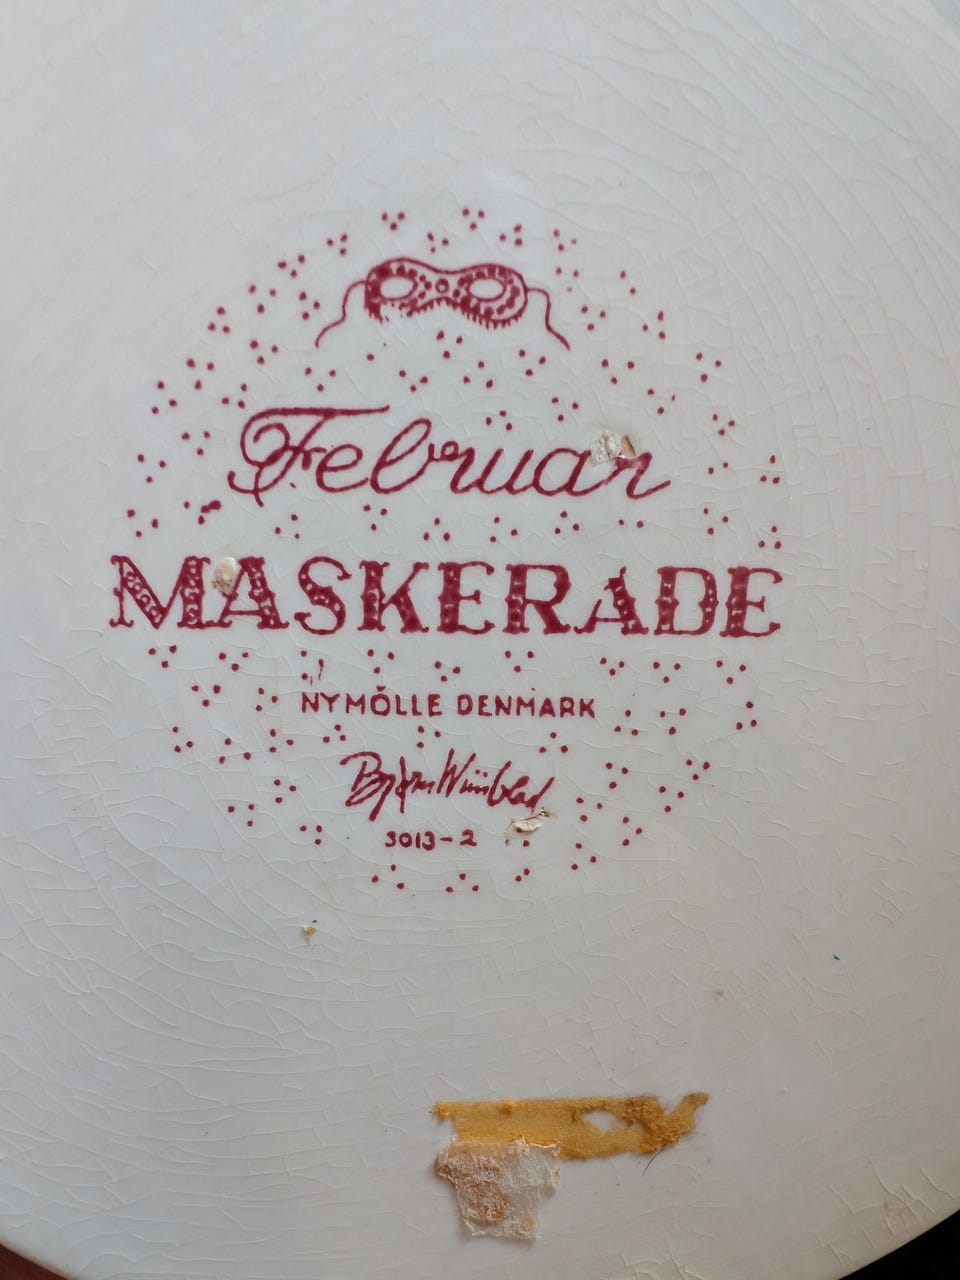 Februar
MASKERADE
NYMÖLLE DENMARK
Bjørn Wiinblad
3013-2